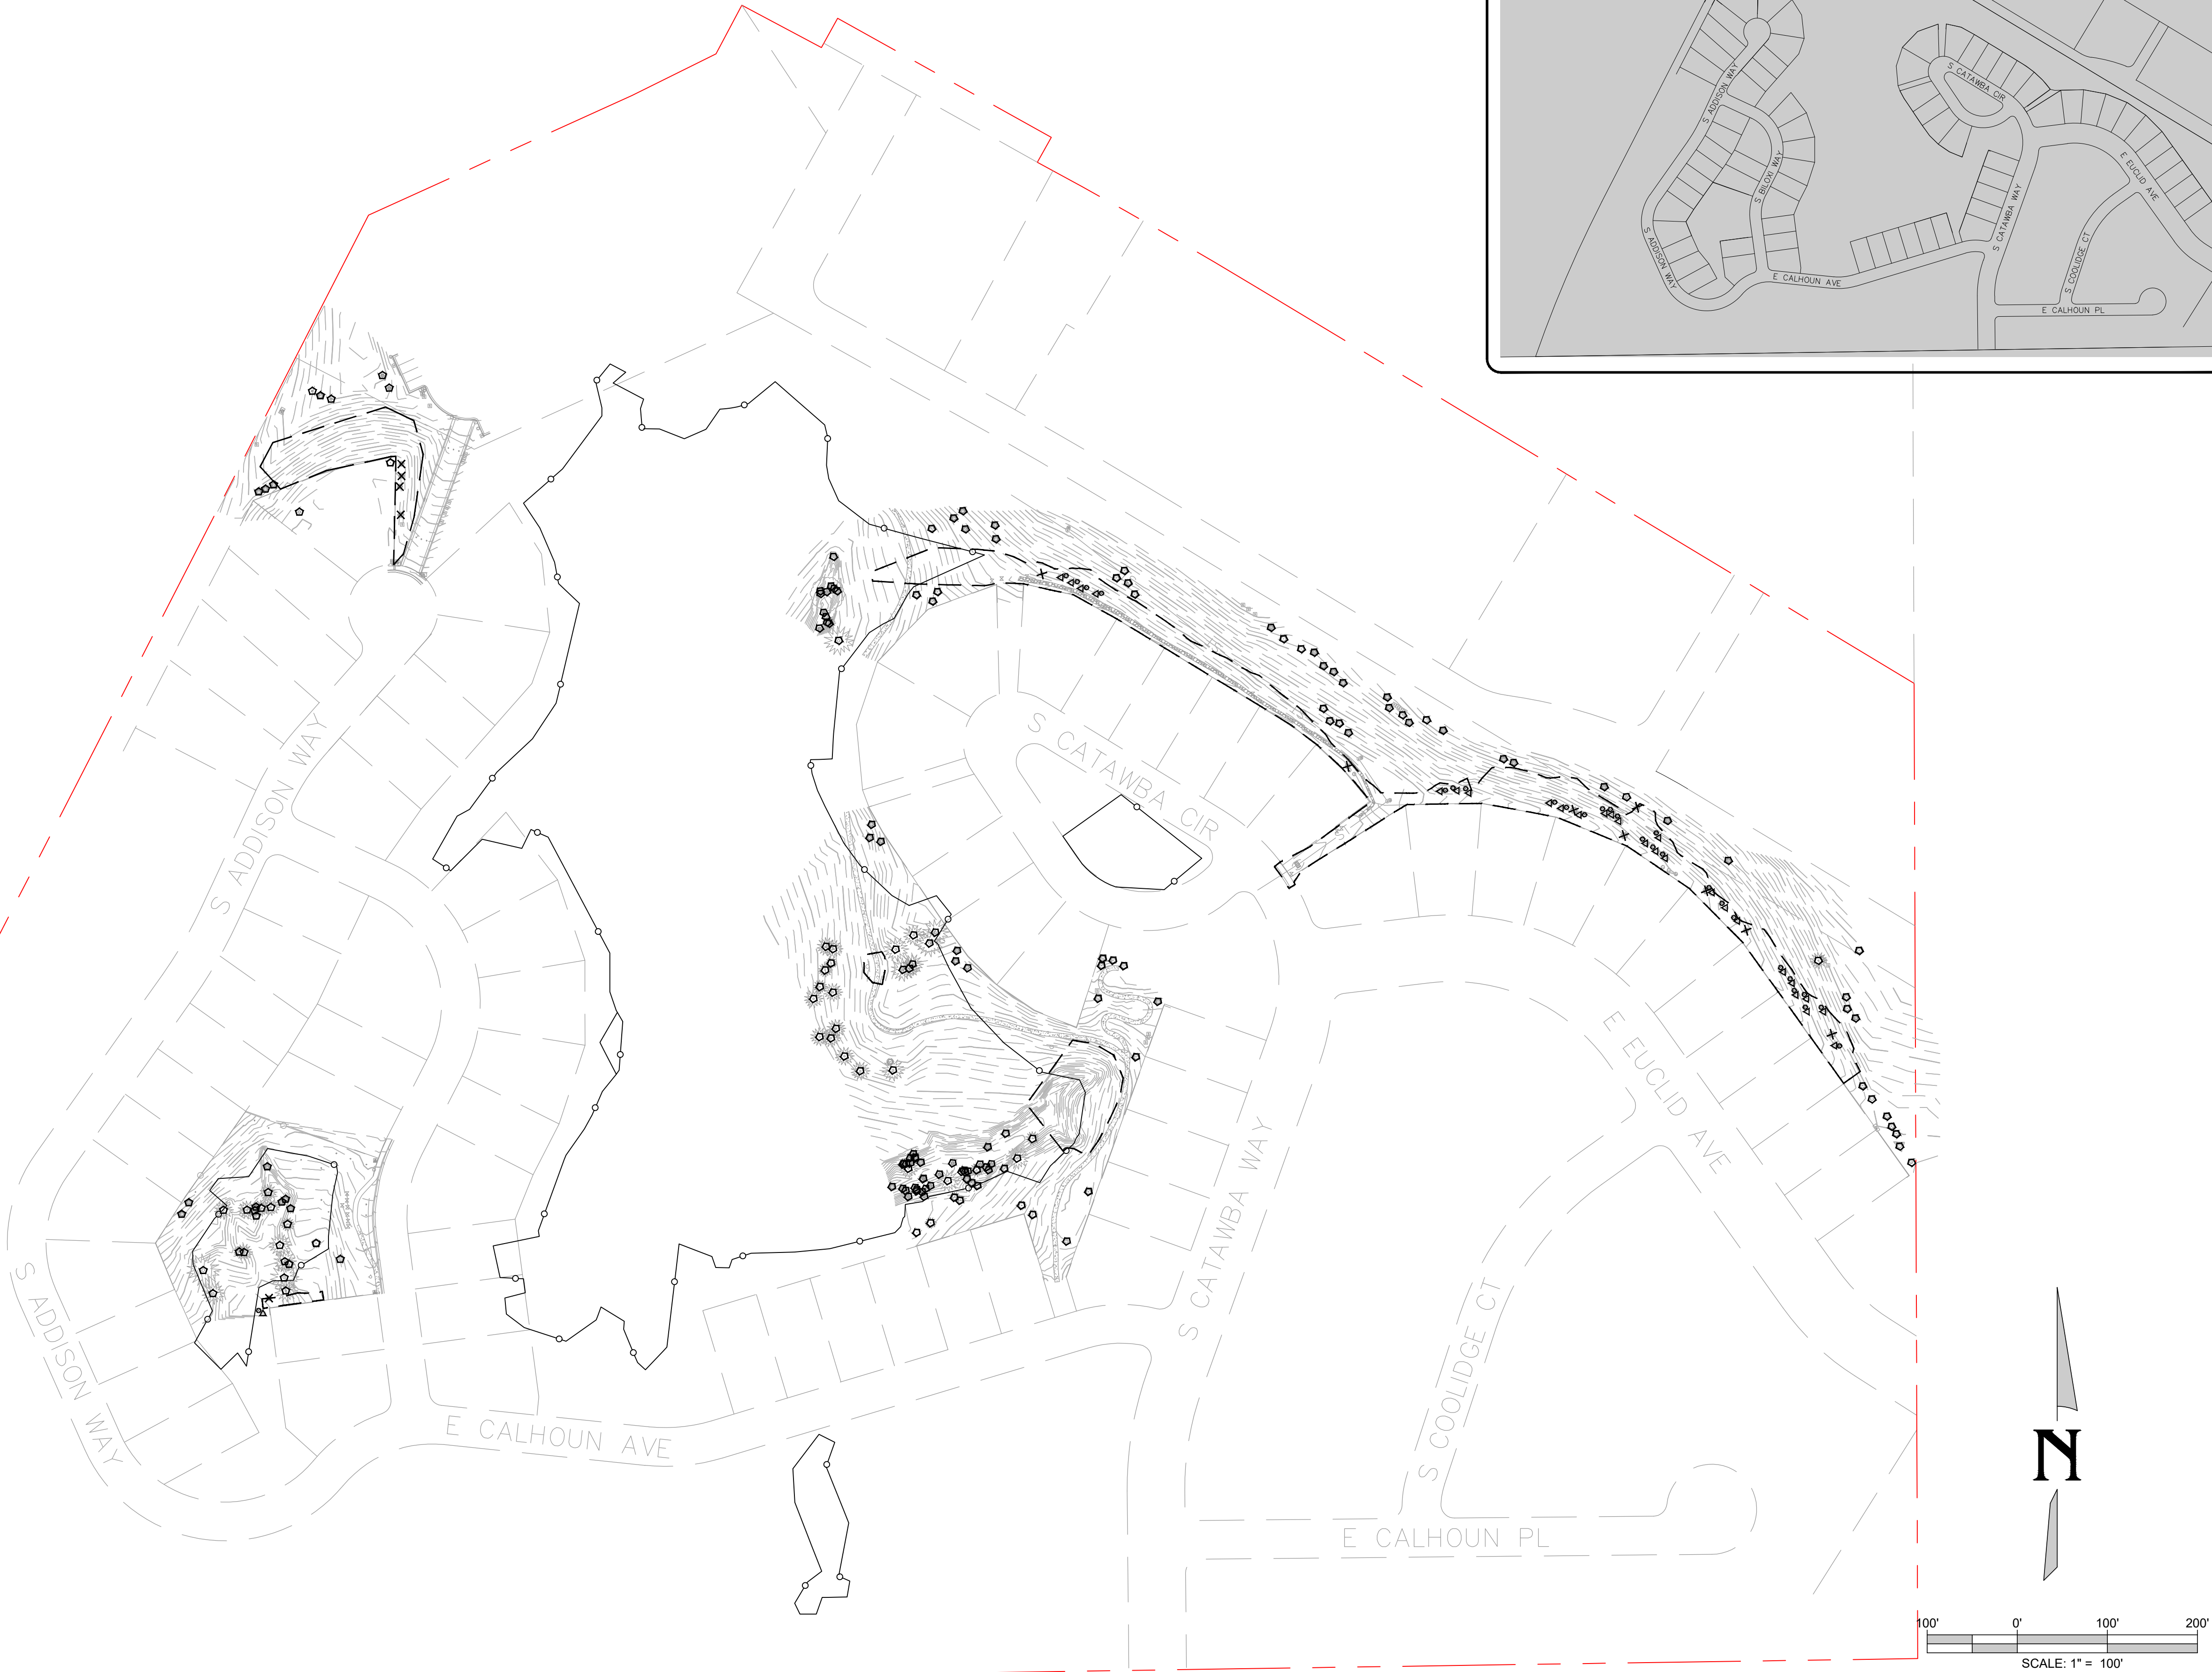 S CATAWBA CIR
S ADDISON WAY
S BILOXI WAY
E EUCLID AVE
S CATAWBA WAY
S ADDISON WAY
S COOLIDGE CT
E CALHOUN AVE
E CALHOUN PL
S CATAWBA CIR
S ADDISON WAY
E EUCLID AVE
S CATAWBA WAY
S ADDISON WAY
S COOLIDGE CT
E CALHOUN AVE
E CALHOUN PL
N
100' 0' 100' 200'
SCALE: 1" = 100'